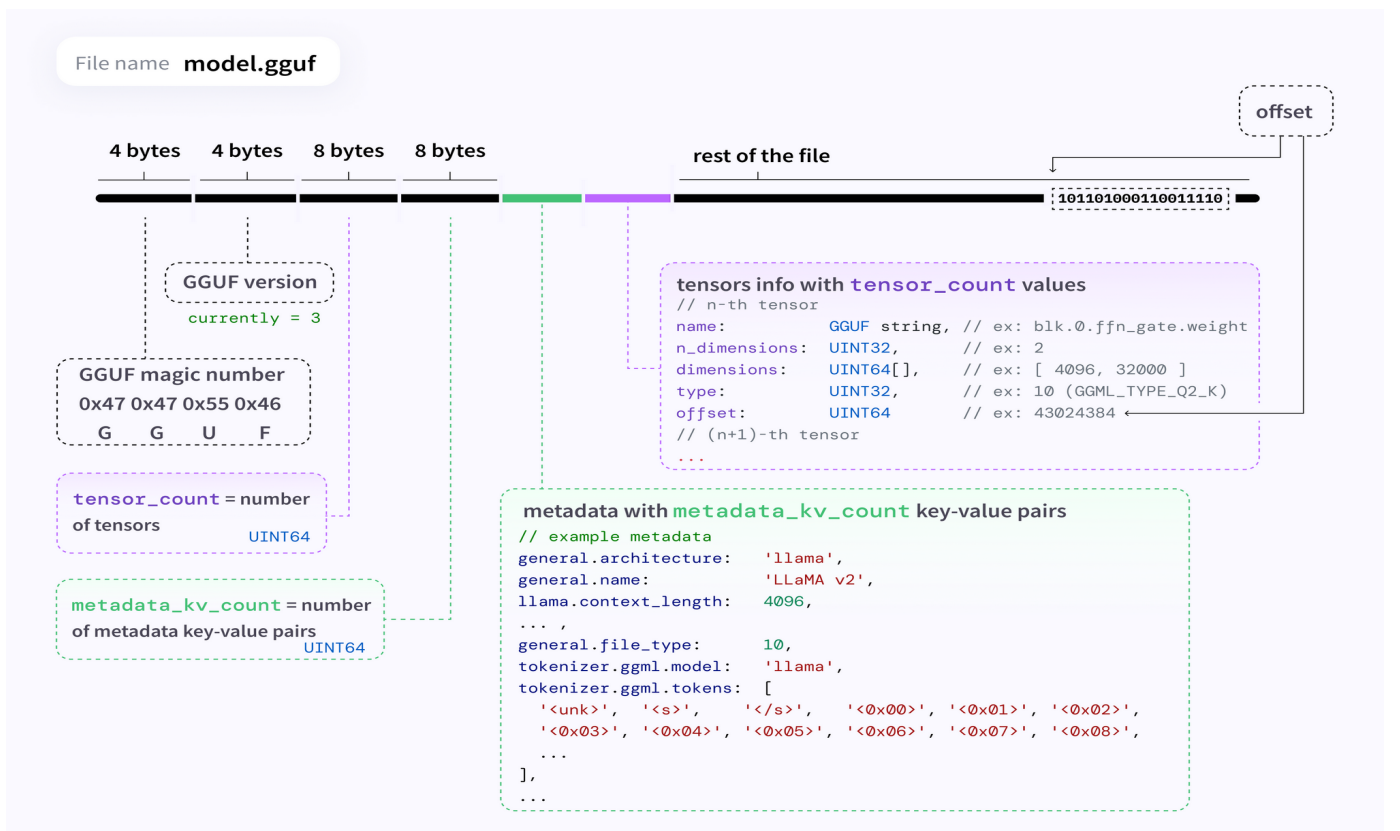 File name model.gguf
offset
4 bytes 4 bytes 8 bytes 8 bytes
rest of the file
101101000110011110
GGUF version
currently = 3
GGUF magic number
0x47 0x47 0x55 0x46
G G U F
tensor_count = number
of tensors
UINT64
metadata_kv_count = number
of metadata key-value pairs
UINT64
tensors info with tensor_count values
// n-th tensor
name: GGUF string, // ex: blk.0.ffn_gate.weight
n_dimensions: UINT32, // ex: 2
dimensions: UINT64[], // ex: [ 4096, 32000 ]
type: UINT32, // ex: 10 (GGML_TYPE_Q2_K)
offset: UINT64 // ex: 43024384
// (n+1)-th tensor
...
metadata with metadata_kv_count key-value pairs
// example metadata
general.architecture: 'llama',
general.name: 'LLaMA v2',
llama.context_length: 4096,
... ,
general.file_type: 10,
tokenizer.ggml.model: 'llama',
tokenizer.ggml.tokens: [
'<unk>', '<s>', '</s>', '<0x00>', '<0x01>', '<0x02>',
'<0x03>', '<0x04>', '<0x05>', '<0x06>', '<0x07>', '<0x08>',
...
],
...